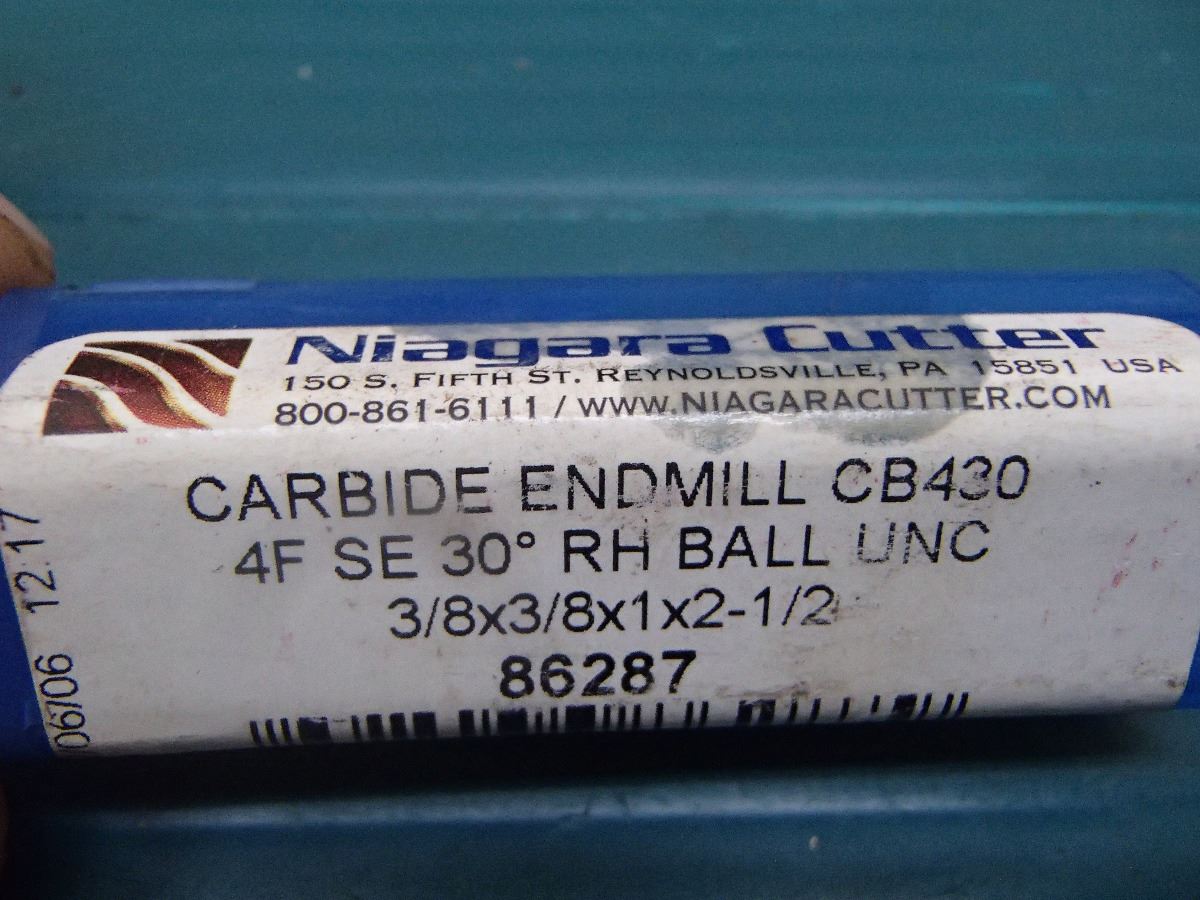 Niagara Cutter
150 S. FIFTH ST. REYNOLDSVILLE, PA 15851 USA
800-861-6111 / WWW.NIAGARACUTTER.COM
CARBIDE ENDMILL CB430
4F SE 30° RH BALL UNC
3/8x3/8x1x2-1/2
86287
06/06 12:17